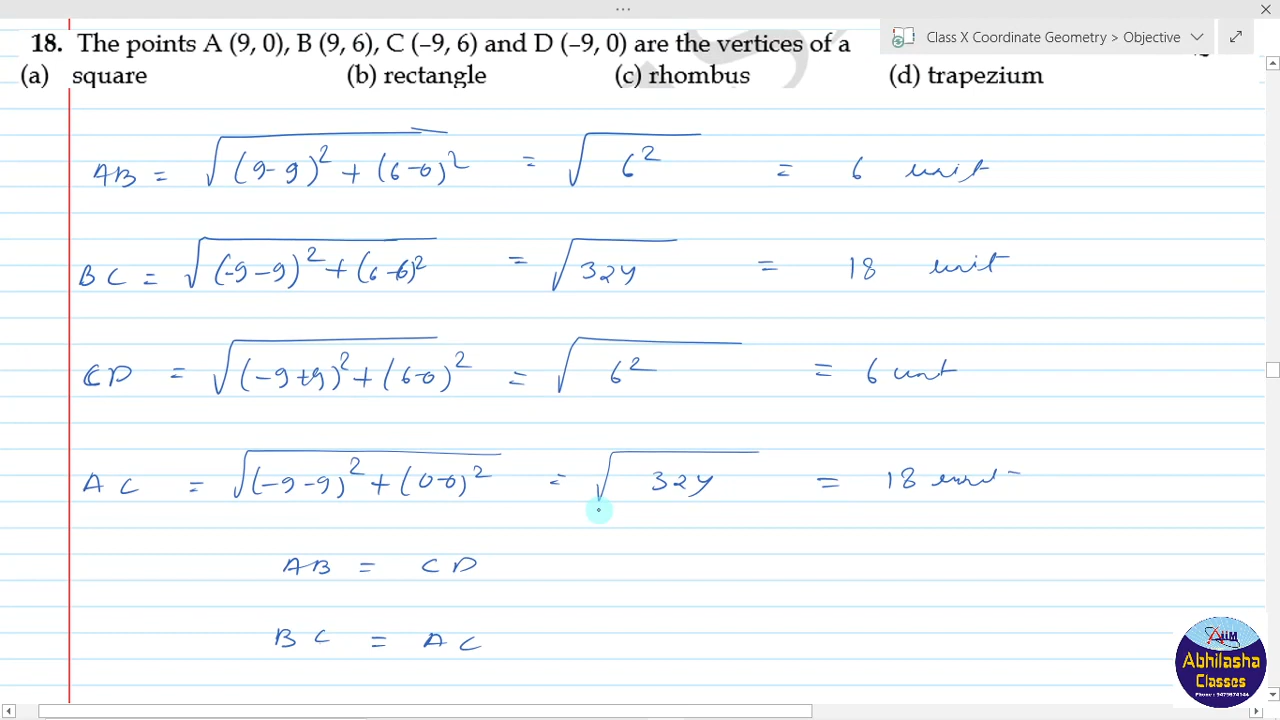 Class X Coordinate Geometry > Objective
18. The points A (9, 0), B (9, 6), C (–9, 6) and D (–9, 0) are the vertices of a
(a) square (b) rectangle (c) rhombus (d) trapezium
AB = √(9-9)² + (6-0)² = √6² = 6 unit
BC = √(-9-9)² + (6-6)² = √324 = 18 unit
CD = √(-9+9)² + (6-0)² = √6² = 6 unit
AC = √(-9-9)² + (0-0)² = √324 = 18 unit
AB = CD
BC = AC
AIIM
Abhilasha
Classes